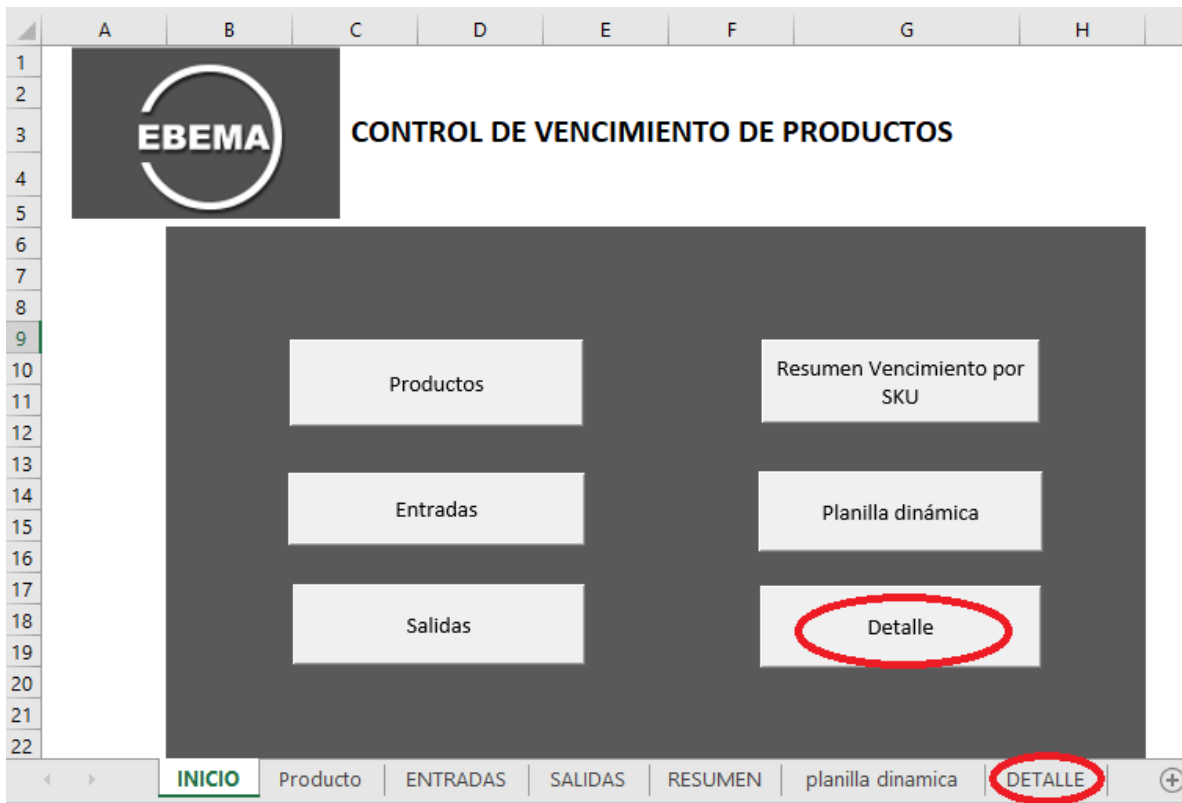 A B C D E F G H
1
2
EBEMA
3 CONTROL DE VENCIMIENTO DE PRODUCTOS
4
5
6
7
8
9
10 Productos Resumen Vencimiento por
11 SKU
12
13
14 Entradas Planilla dinámica
15
16
17
18 Salidas Detalle
19
20
21
22
INICIO Producto ENTRADAS SALIDAS RESUMEN planilla dinamica DETALLE